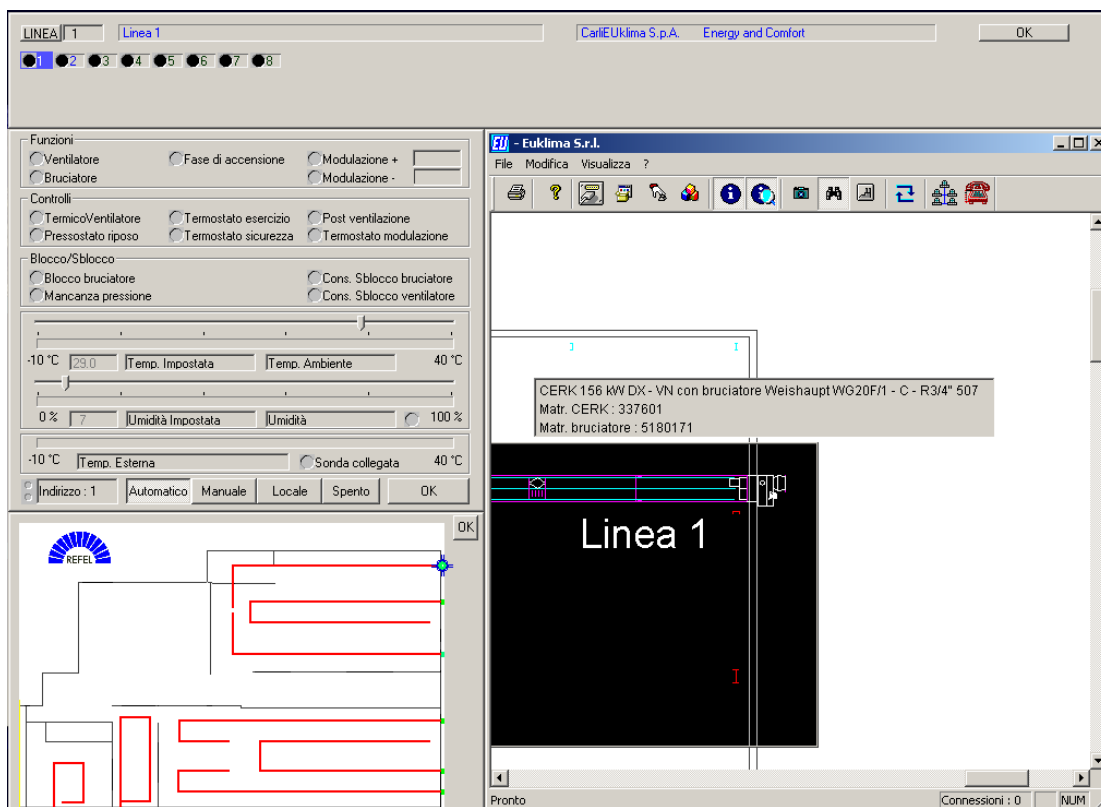 LINEA 1 Linea 1 CarliEUklima S.p.A. Energy and Comfort OK
1 2 3 4 5 6 7 8
Funzioni
Ventilatore Fase di accensione Modulazione +
Bruciatore Modulazione -
Controlli
TermicoVentilatore Termostato esercizio Post ventilazione
Pressostato riposo Termostato sicurezza Termostato modulazione
Blocco/Sblocco
Blocco bruciatore Cons. Sblocco bruciatore
Mancanza pressione Cons. Sblocco ventilatore
-10 °C 29.0 Temp. Impostata Temp. Ambiente 40 °C
0 % 7 Umidità Impostata Umidità 100 %
-10 °C Temp. Esterna Sonda collegata 40 °C
Indirizzo : 1 Automatico Manuale Locale Spento OK
OK
REFEL
EU - Euklima S.r.l.
File Modifica Visualizza ?
CERK 156 kW DX - VN con bruciatore Weishaupt WG20F/1 - C - R3/4" 507
Matr. CERK : 337601
Matr. bruciatore : 5180171
Linea 1
Pronto Connessioni : 0 NUM